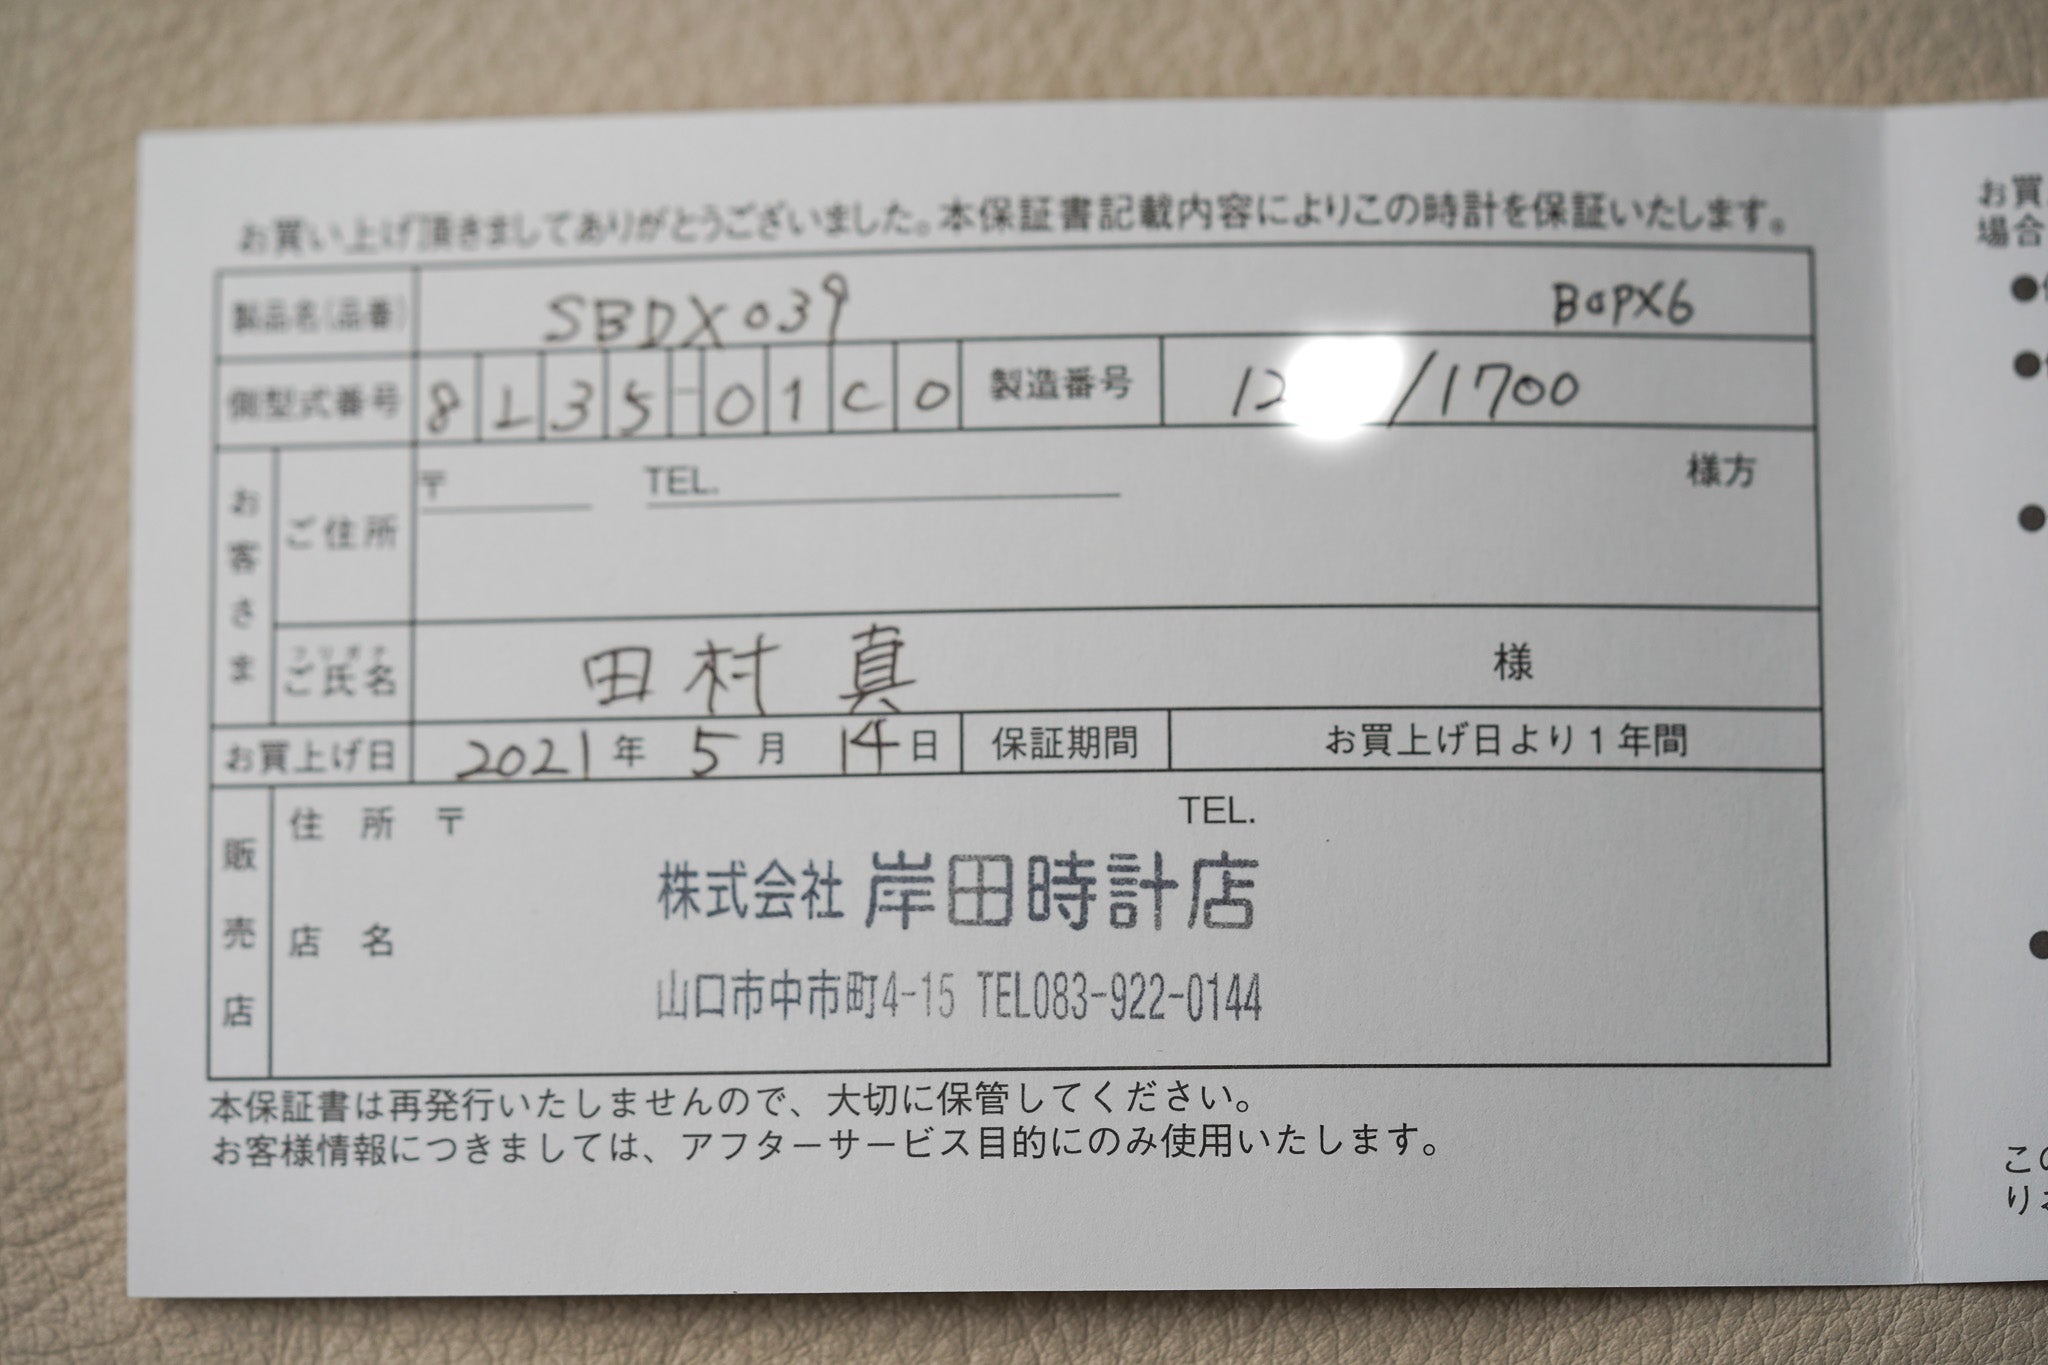 お買い上げ頂きましてありがとうございました。本保証書記載内容によりこの時計を保証いたします。
製品名(品番) SBDX039 BOPX6
側型式番号 8L35-01C0 製造番号 12 /1700
お客さま
ご住所 〒 TEL. 様方
フリガナ
ご氏名 田村 真 様
お買上げ日 2021年 5月 14日 保証期間 お買上げ日より1年間
販売店
住所 〒 TEL.
店名
株式会社 岸田時計店
山口市中市町4-15 TEL083-922-0144
本保証書は再発行いたしませんので、大切に保管してください。
お客様情報につきましては、アフターサービス目的にのみ使用いたします。
お買
場合